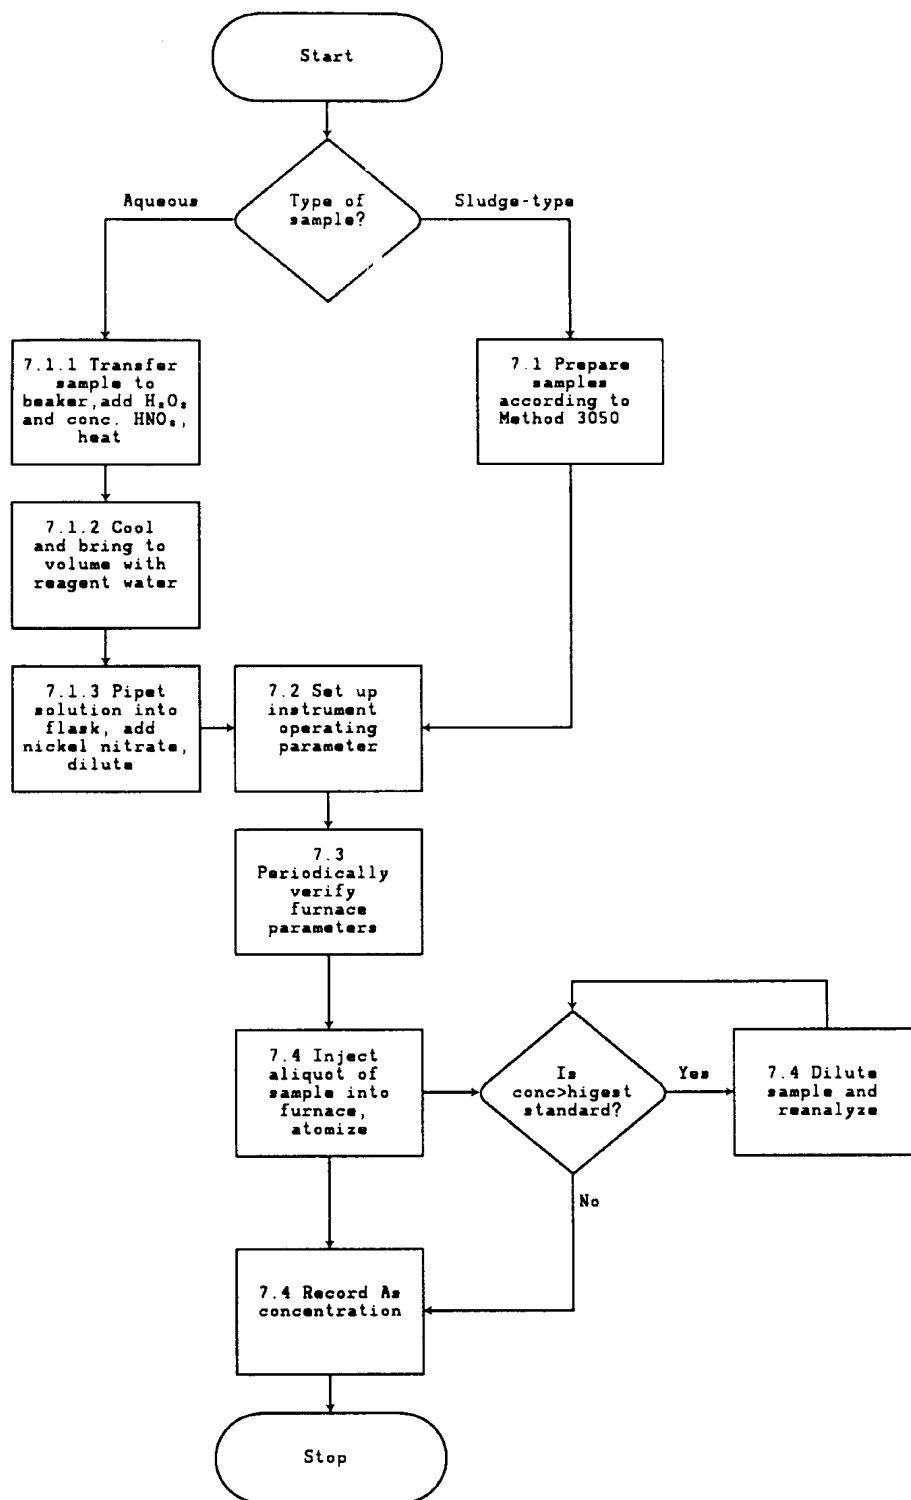 Start
Type of
sample?
Aqueous
Sludge-type
7.1.1 Transfer
sample to
beaker,add H₂O₂
and conc. HNO₃,
heat
7.1 Prepare
samples
according to
Method 3050
7.1.2 Cool
and bring to
volume with
reagent water
7.1.3 Pipet
solution into
flask, add
nickel nitrate,
dilute
7.2 Set up
instrument
operating
parameter
7.3
Periodically
verify
furnace
parameters
7.4 Inject
aliquot of
sample into
furnace,
atomize
Is
conc>higest
standard?
Yes
7.4 Dilute
sample and
reanalyze
No
7.4 Record As
concentration
Stop